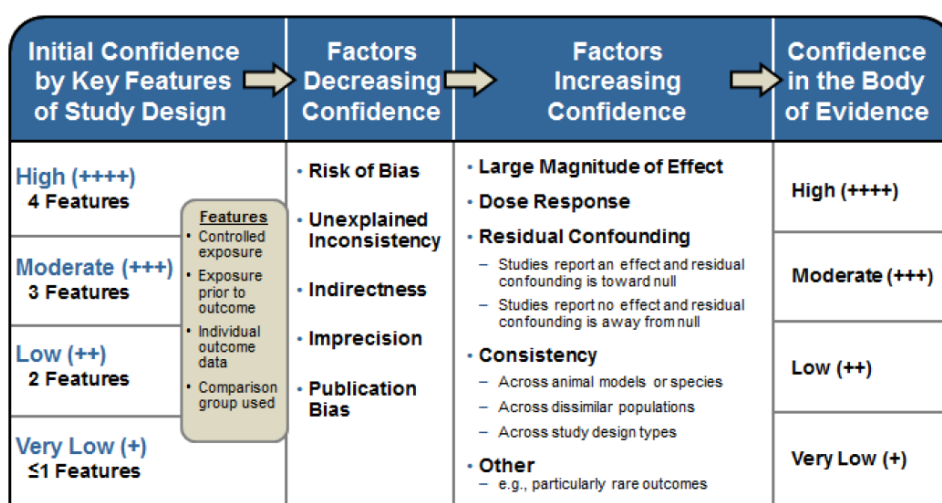 Initial Confidence
by Key Features
of Study Design
Factors
Decreasing
Confidence
Factors
Increasing
Confidence
Confidence
in the Body
of Evidence
High (++++)
4 Features
Moderate (+++)
3 Features
Low (++)
2 Features
Very Low (+)
≤1 Features
Features
• Controlled
exposure
• Exposure
prior to
outcome
• Individual
outcome
data
• Comparison
group used
• Risk of Bias
• Unexplained
Inconsistency
• Indirectness
• Imprecision
• Publication
Bias
• Large Magnitude of Effect
• Dose Response
• Residual Confounding
– Studies report an effect and residual
confounding is toward null
– Studies report no effect and residual
confounding is away from null
• Consistency
– Across animal models or species
– Across dissimilar populations
– Across study design types
• Other
– e.g., particularly rare outcomes
High (++++)
Moderate (+++)
Low (++)
Very Low (+)